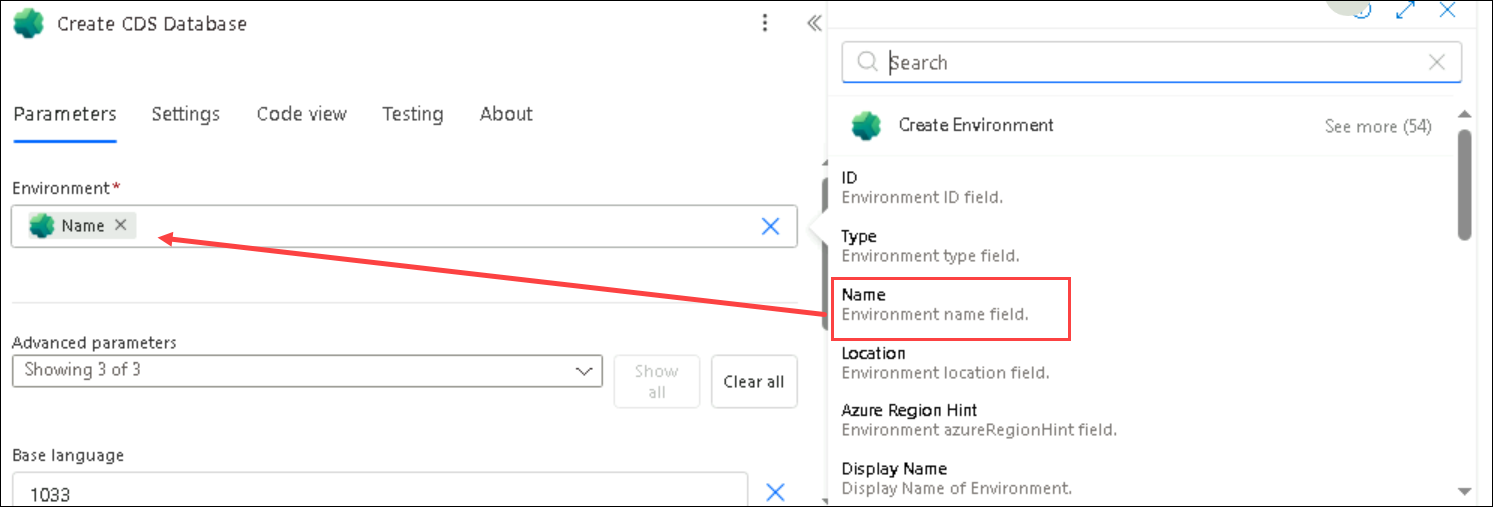 Create CDS Database
Parameters Settings Code view Testing About
Environment*
Name
Advanced parameters
Showing 3 of 3
Show all
Clear all
Base language
1033
Search
Create Environment
See more (54)
ID
Environment ID field.
Type
Environment type field.
Name
Environment name field.
Location
Environment location field.
Azure Region Hint
Environment azureRegionHint field.
Display Name
Display Name of Environment.